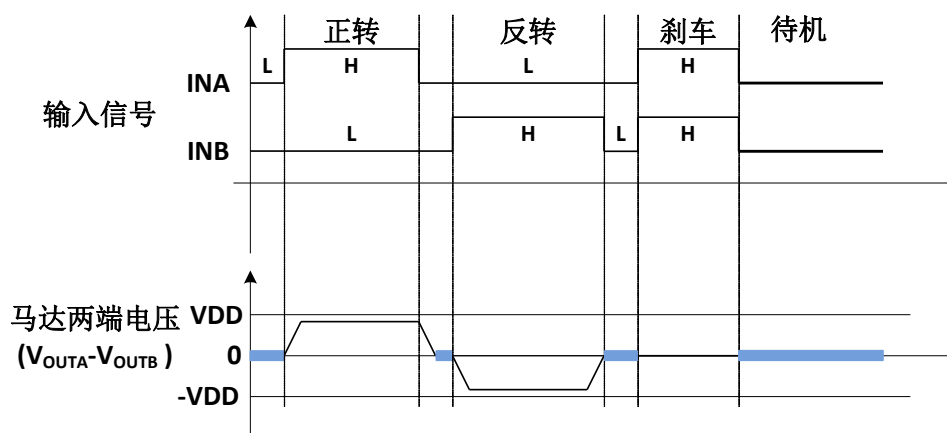 正转 反转 刹车 待机
L H L H
INA
输入信号
L H L H
INB
马达两端电压 VDD
(VOUTA-VOUTB ) 0
-VDD